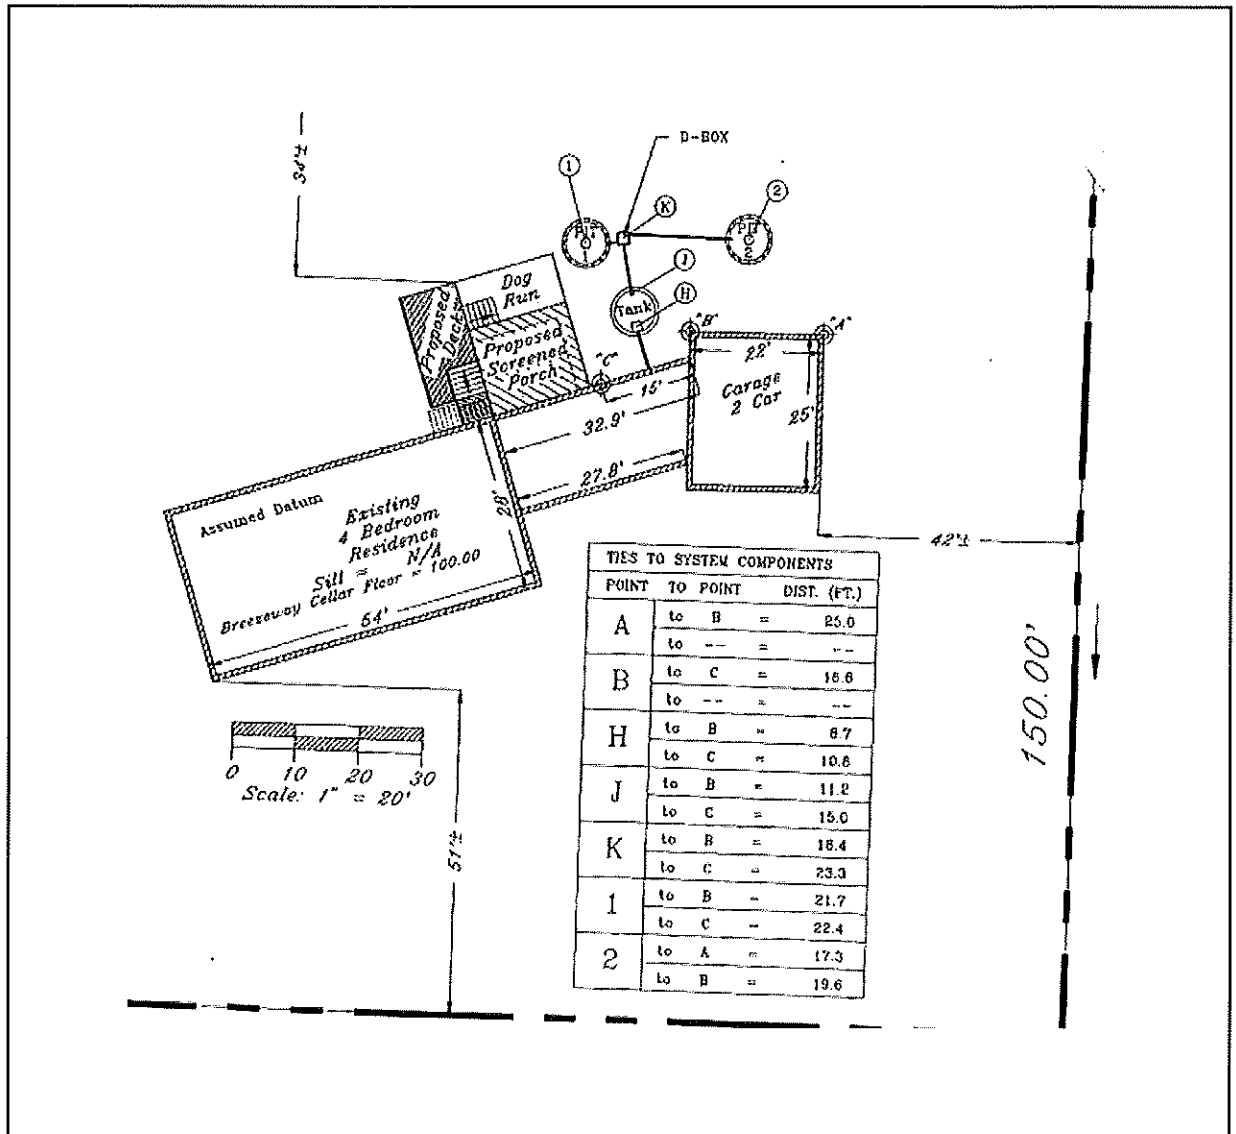 34'±
D-BOX
1
K
2
PIT
1
PIT
2
J
Tank
H
Dog
Run
Proposed
Deck
Proposed
Screened
Porch
"C"
"B"
"A"
22'
15'
Garage
2 Car
25'
32.9'
27.8'
28'
Assumed Datum
Existing
4 Bedroom
Residence
Sill = N/A
Breezeway Cellar Floor = 100.00
54'
42'±
150.00'
51'±
0 10 20 30
Scale: 1" = 20'
TIES TO SYSTEM COMPONENTS
POINT TO POINT DIST. (FT.)
A to B = 25.0
to -- = --
B to C =
to -- = --
H to B = 8.7
to C =
J to B = 11.2
to C = 15.0
K to B = 18.4
to C = 23.3
1 to B = 21.7
to C = 22.4
2 to A = 17.3
to B = 19.6